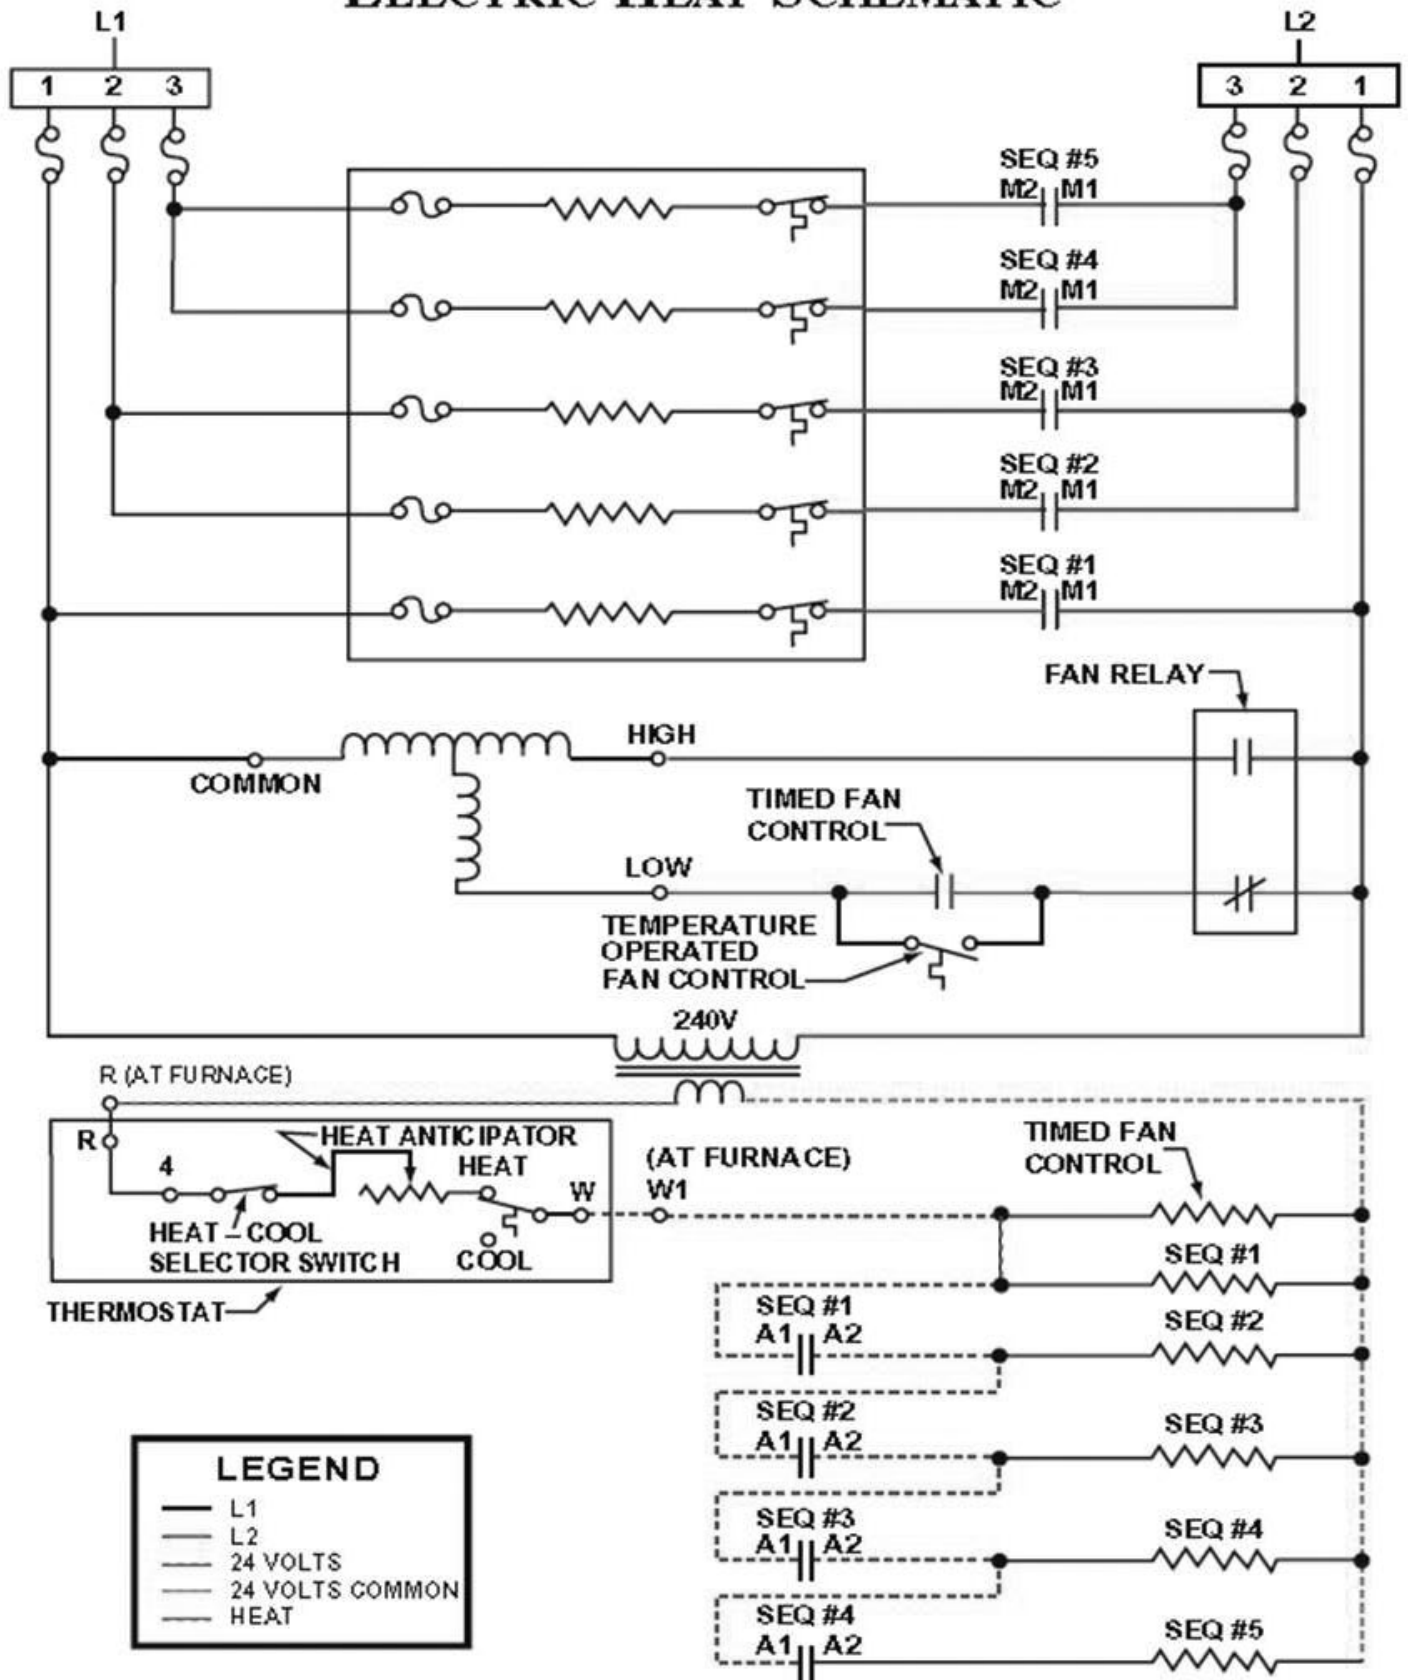 ELECTRIC HEAT SCHEMATIC
L1
L2
1 2 3
3 2 1
SEQ #5
M2 M1
SEQ #4
M2 M1
SEQ #3
M2 M1
SEQ #2
M2 M1
SEQ #1
M2 M1
FAN RELAY
HIGH
COMMON
TIMED FAN
CONTROL
LOW
TEMPERATURE
OPERATED
FAN CONTROL
240V
R (AT FURNACE)
R
HEAT ANTICIPATOR
4
HEAT
W
HEAT – COOL
SELECTOR SWITCH
COOL
THERMOSTAT
(AT FURNACE)
W1
TIMED FAN
CONTROL
SEQ #1
SEQ #1
A1 A2
SEQ #2
SEQ #2
A1 A2
SEQ #3
SEQ #3
A1 A2
SEQ #4
SEQ #4
A1 A2
SEQ #5
LEGEND
L1
L2
24 VOLTS
24 VOLTS COMMON
HEAT